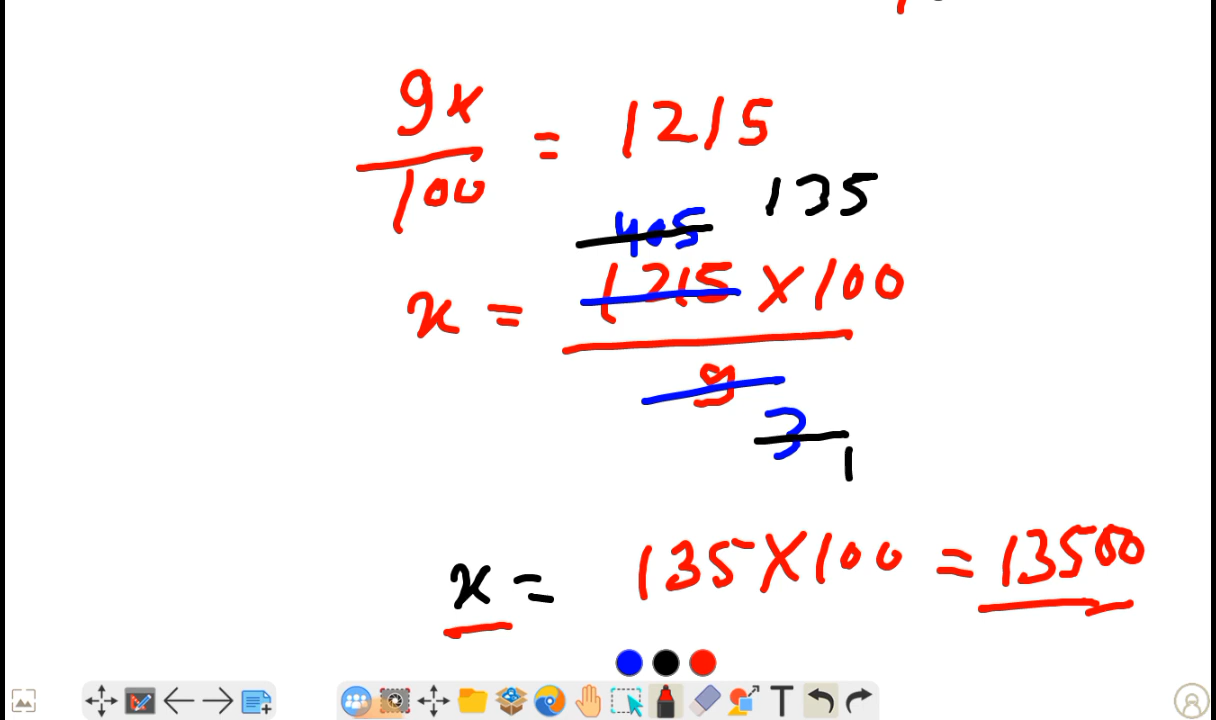 9x
100
= 1215
135
405
x = 1215 X 100
9
3
1
x = 135 X 100 = 13500
T